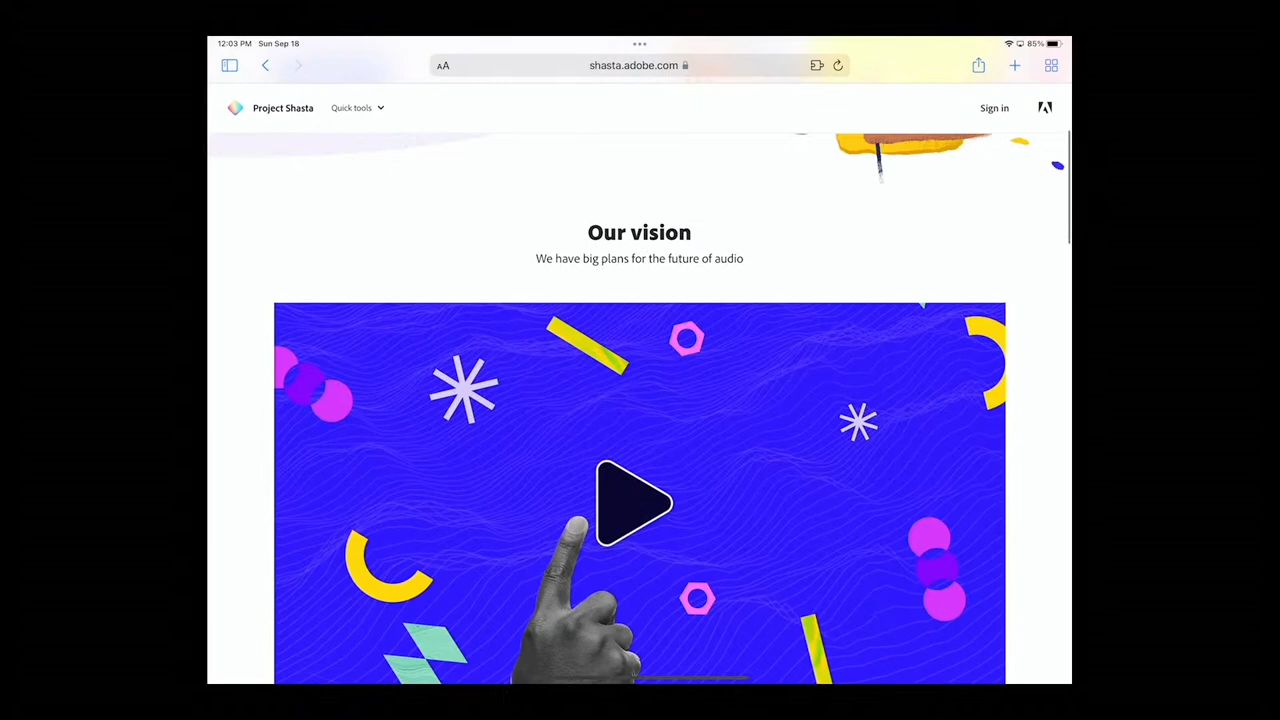 12:03 PM Sun Sep 18
85%
AA
shasta.adobe.com
Project Shasta
Quick tools
Sign in
Our vision
We have big plans for the future of audio